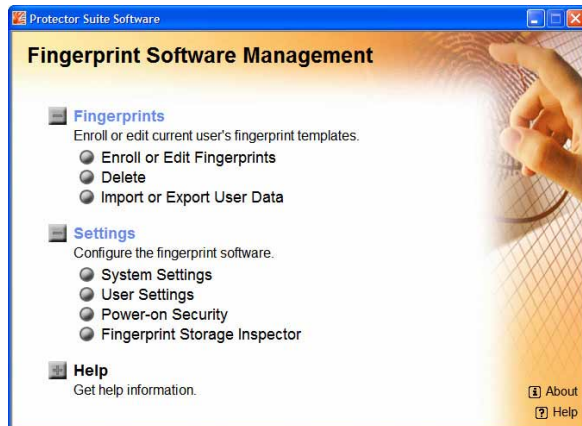 Protector Suite Software
Fingerprint Software Management
Fingerprints
Enroll or edit current user's fingerprint templates.
Enroll or Edit Fingerprints
Delete
Import or Export User Data
Settings
Configure the fingerprint software.
System Settings
User Settings
Power-on Security
Fingerprint Storage Inspector
Help
Get help information.
About
Help